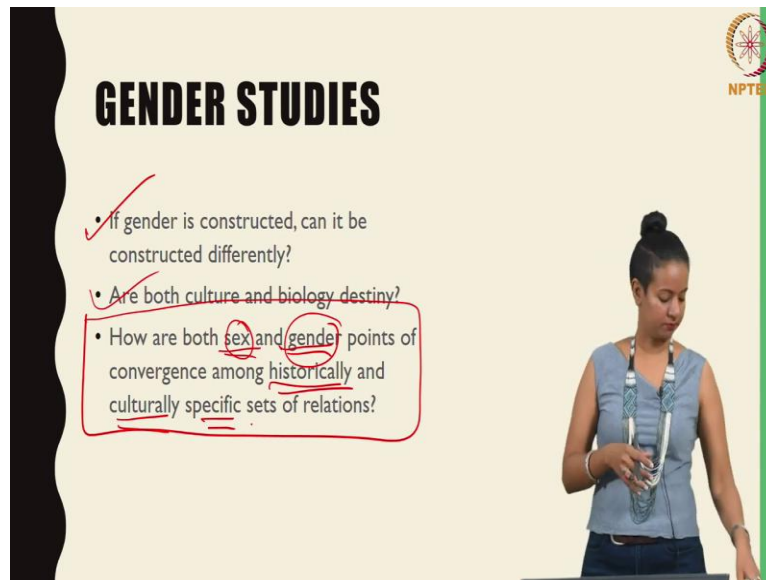 GENDER STUDIES
NPTE
• If gender is constructed, can it be
constructed differently?
• Are both culture and biology destiny?
• How are both sex and gender points of
convergence among historically and
culturally specific sets of relations?